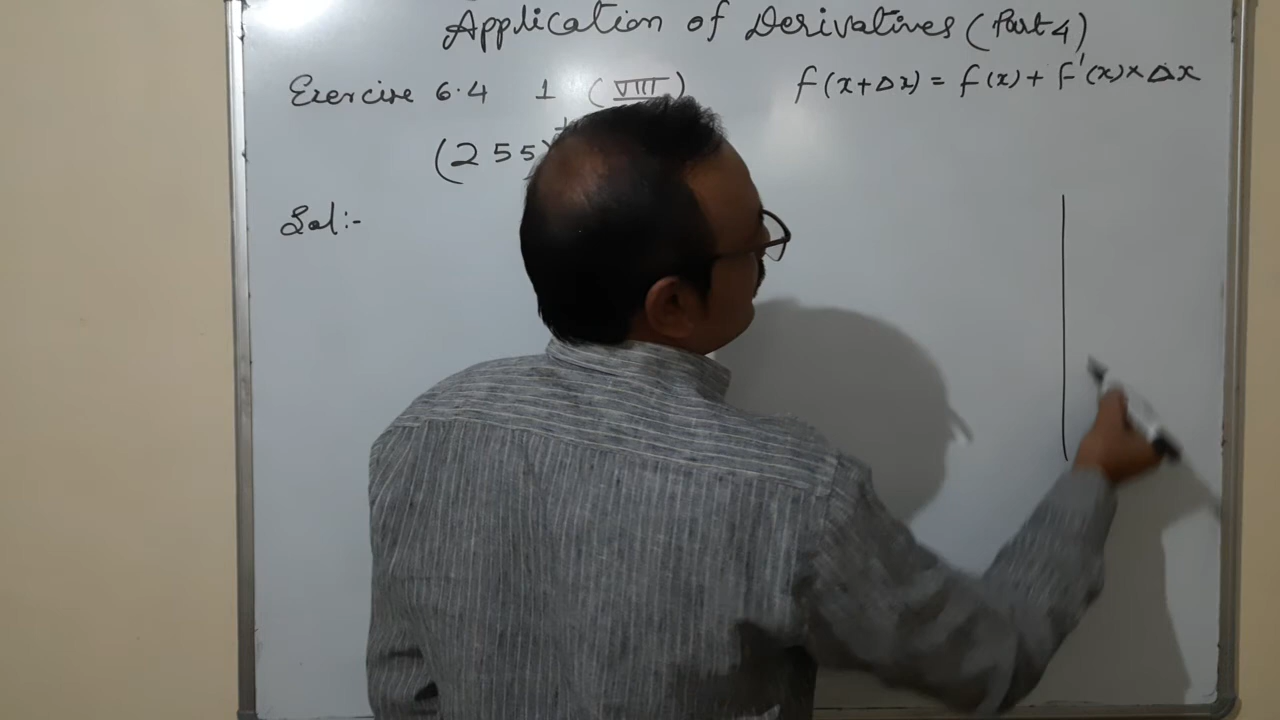 Application of Derivatives (Part 4)
Exercise 6.4 1 (VIII) f(x+Δx) = f(x) + F'(x)×Δx
(255)
Sol:-